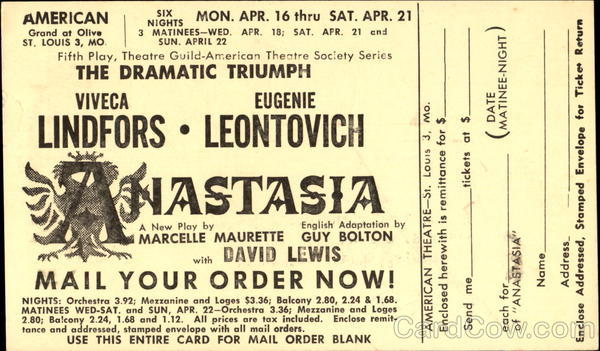 AMERICAN
Grand at Olive
ST. LOUIS 3, MO.
SIX
NIGHTS
MON. APR. 16 thru SAT. APR. 21
3 MATINEES—WED. APR. 18; SAT. APR. 21 and
SUN. APRIL 22
Fifth Play, Theatre Guild-American Theatre Society Series
THE DRAMATIC TRIUMPH
VIVECA EUGENIE
LINDFORS • LEONTOVICH
ANASTASIA
A New Play by English Adaptation by
MARCELLE MAURETTE GUY BOLTON
with DAVID LEWIS
MAIL YOUR ORDER NOW!
NIGHTS: Orchestra 3.92; Mezzanine and Loges $3.36; Balcony 2.80, 2.24 & 1.68.
MATINEES WED-SAT. and SUN, APR. 22—Orchestra 3.36; Mezzanine and Loges
2.80; Balcony 2.24, 1.68 and 1.12. All prices are tax included. Enclose remit-
tance and addressed, stamped envelope with all mail orders.
USE THIS ENTIRE CARD FOR MAIL ORDER BLANK
AMERICAN THEATRE—St. Louis 3, Mo.
Enclosed herewith is remittance for $
Send me tickets at $
each for (DATE MATINEE-NIGHT)
of "ANASTASIA"
Name
Address
Enclose Addressed, Stamped Envelope for Ticket Return
CardCow.com